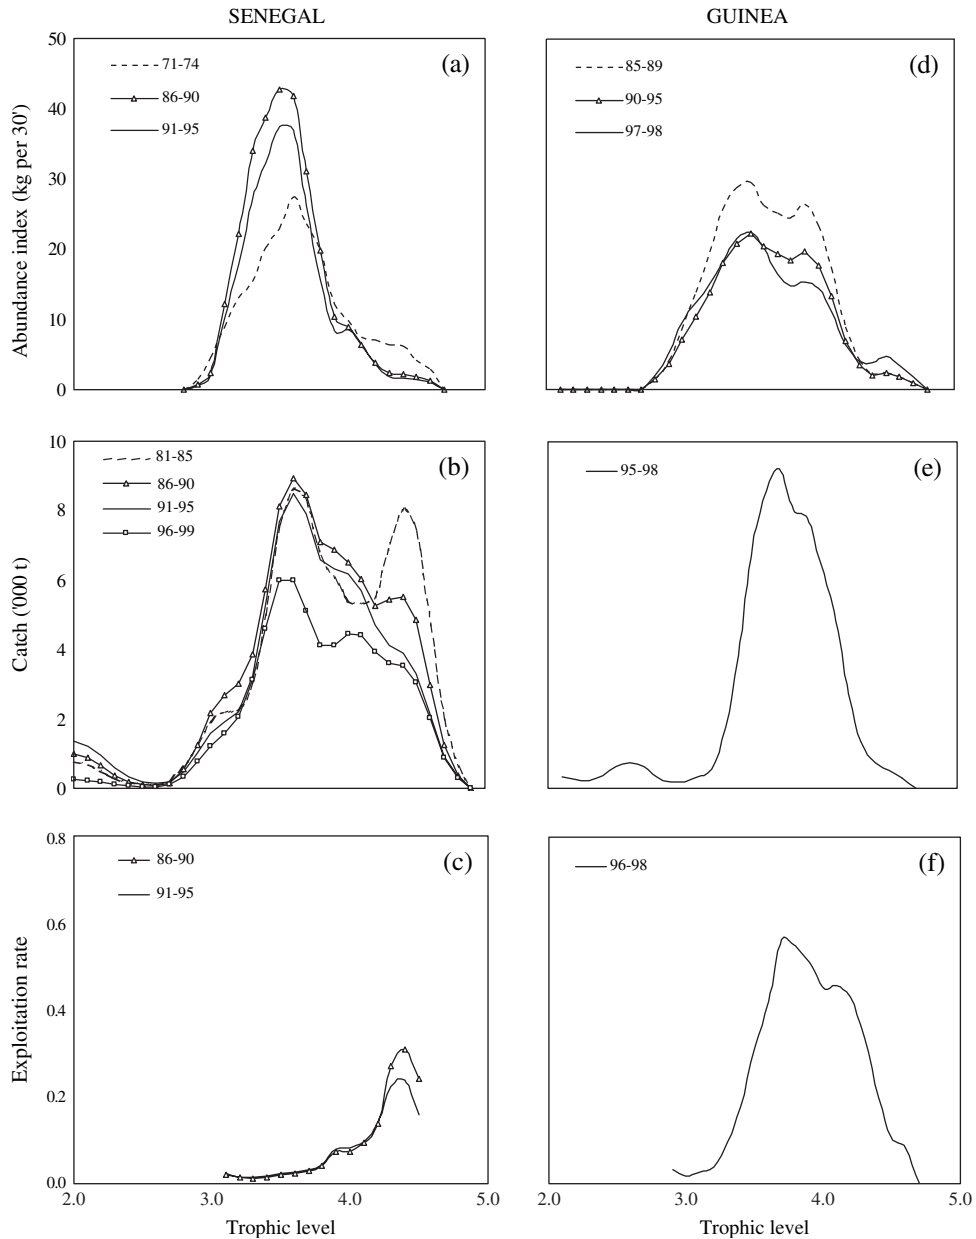 SENEGAL
GUINEA
Abundance index (kg per 30')
50
40
30
20
10
0
71-74
86-90
91-95
(a)
85-89
90-95
97-98
(d)
Catch ('000 t)
10
8
6
4
2
0
81-85
86-90
91-95
96-99
(b)
95-98
(e)
Exploitation rate
0.8
0.6
0.4
0.2
0.0
86-90
91-95
(c)
96-98
(f)
2.0 3.0 4.0 5.0
2.0 3.0 4.0 5.0
Trophic level
Trophic level